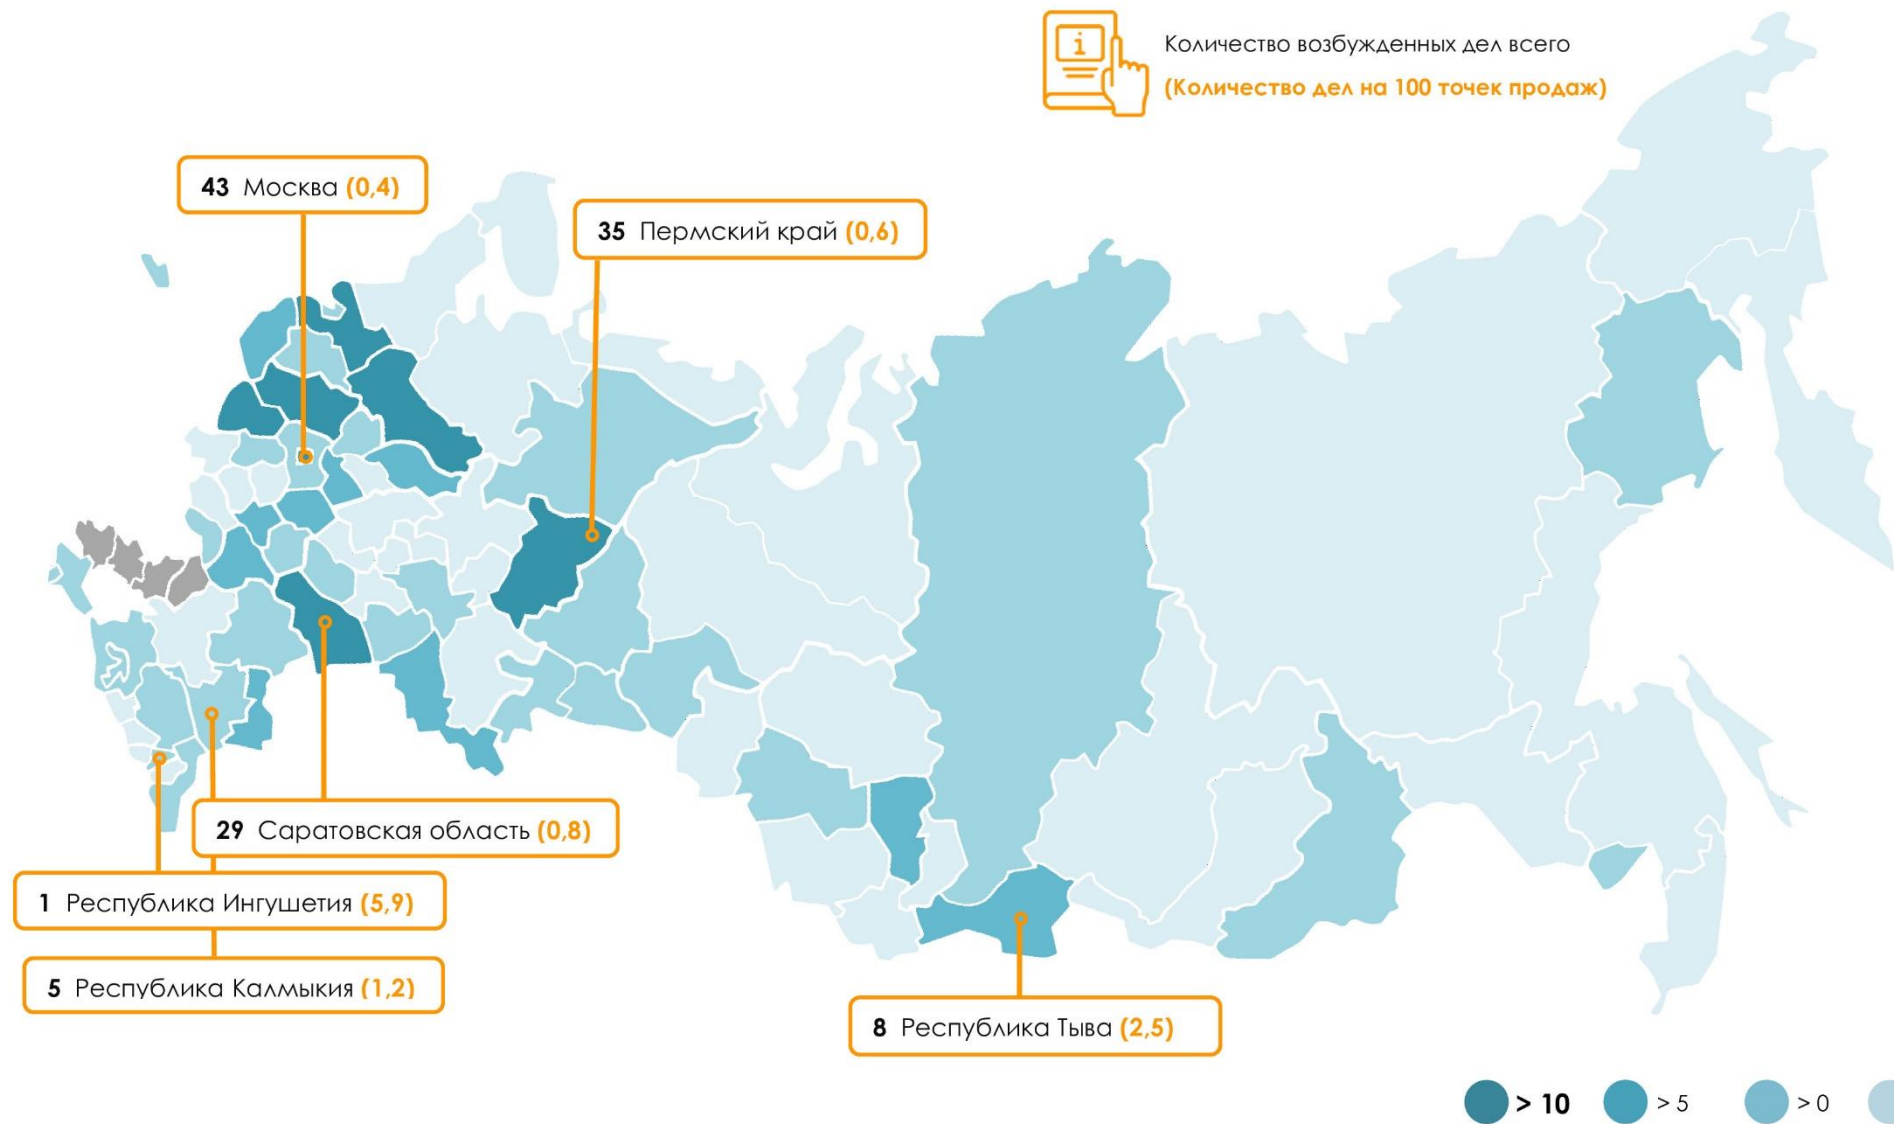 i
Количество возбужденных дел всего
(Количество дел на 100 точек продаж)
43 Москва (0,4)
35 Пермский край (0,6)
29 Саратовская область (0,8)
1 Республика Ингушетия (5,9)
5 Республика Калмыкия (1,2)
8 Республика Тыва (2,5)
> 10 > 5 > 0